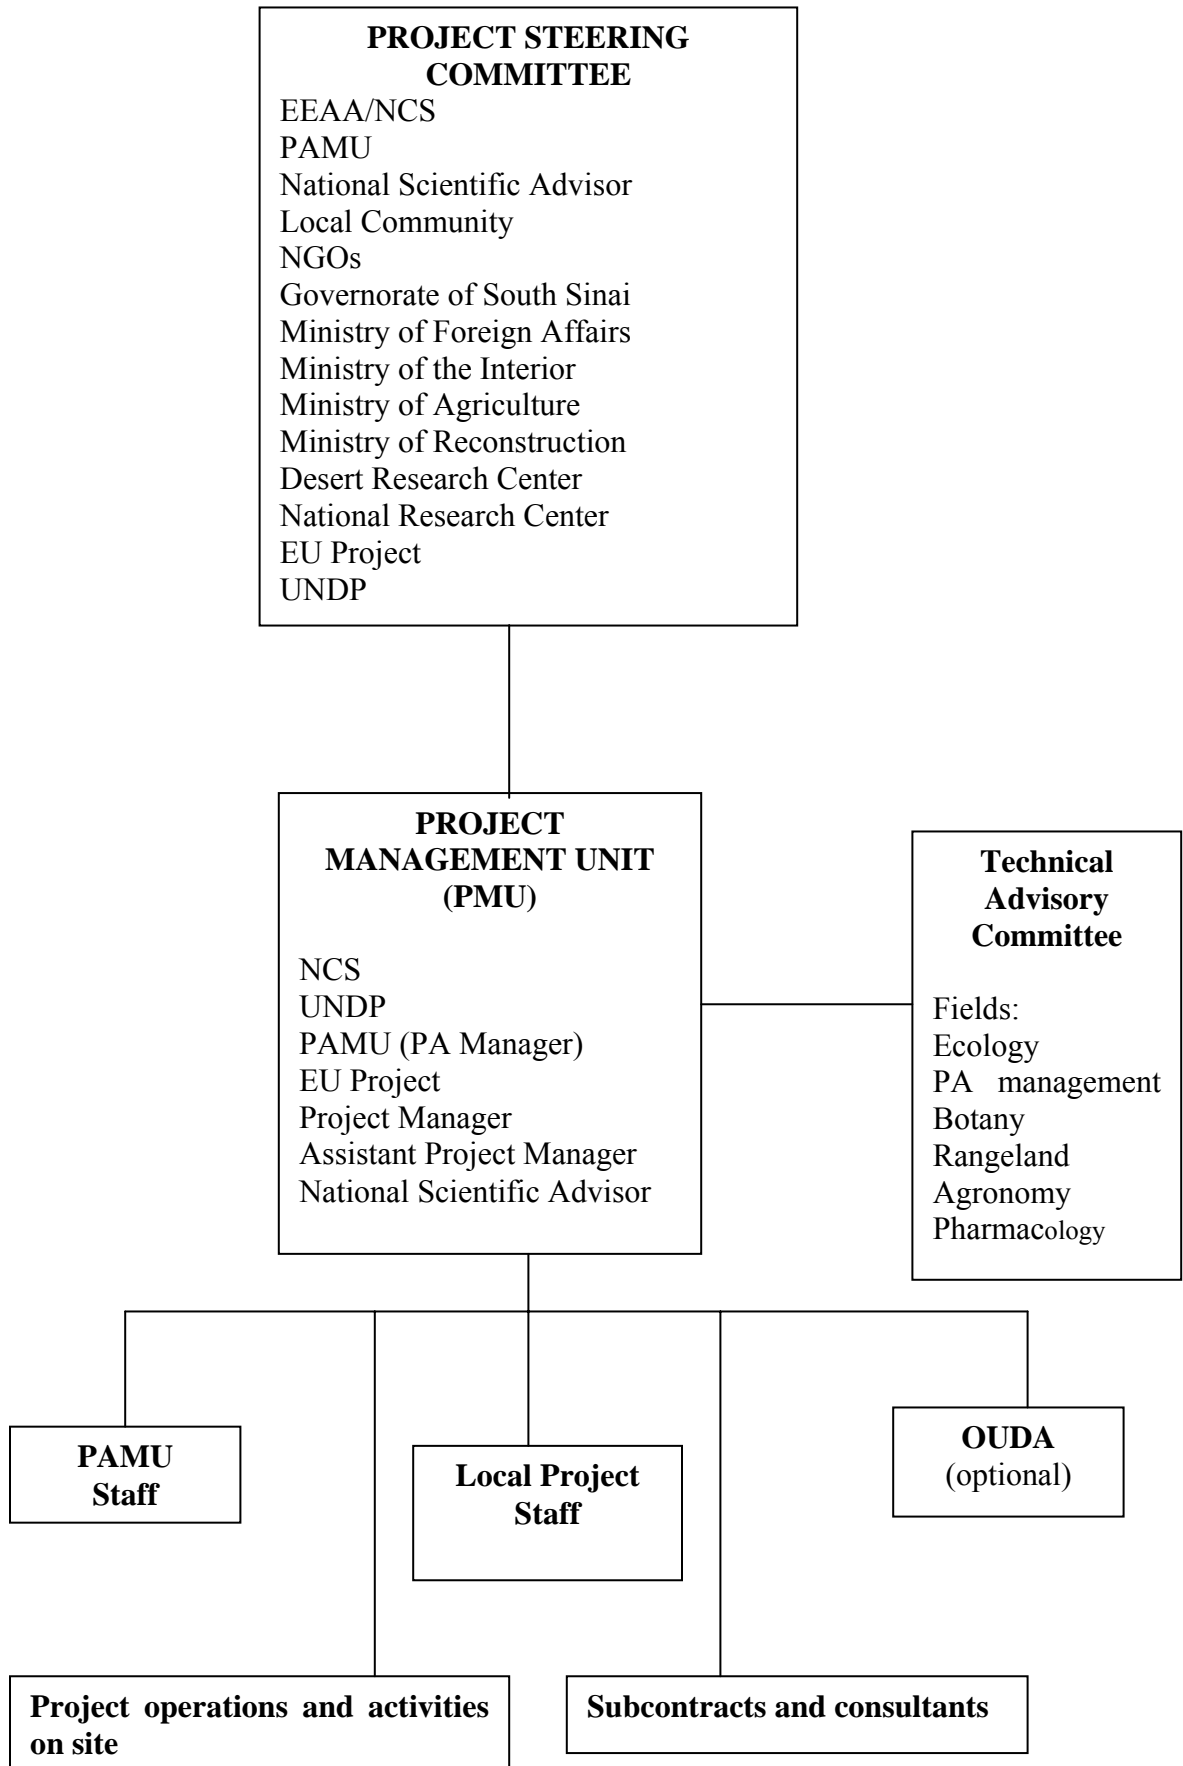 PROJECT STEERING
COMMITTEE
EEAA/NCS
PAMU
National Scientific Advisor
Local Community
NGOs
Governorate of South Sinai
Ministry of Foreign Affairs
Ministry of the Interior
Ministry of Agriculture
Ministry of Reconstruction
Desert Research Center
National Research Center
EU Project
UNDP
PROJECT
MANAGEMENT UNIT
(PMU)
NCS
UNDP
PAMU (PA Manager)
EU Project
Project Manager
Assistant Project Manager
National Scientific Advisor
Technical
Advisory
Committee
Fields:
Ecology
PA management
Botany
Rangeland
Agronomy
Pharmacology
PAMU
Staff
Local Project
Staff
OUDA
(optional)
Project operations and activities
on site
Subcontracts and consultants